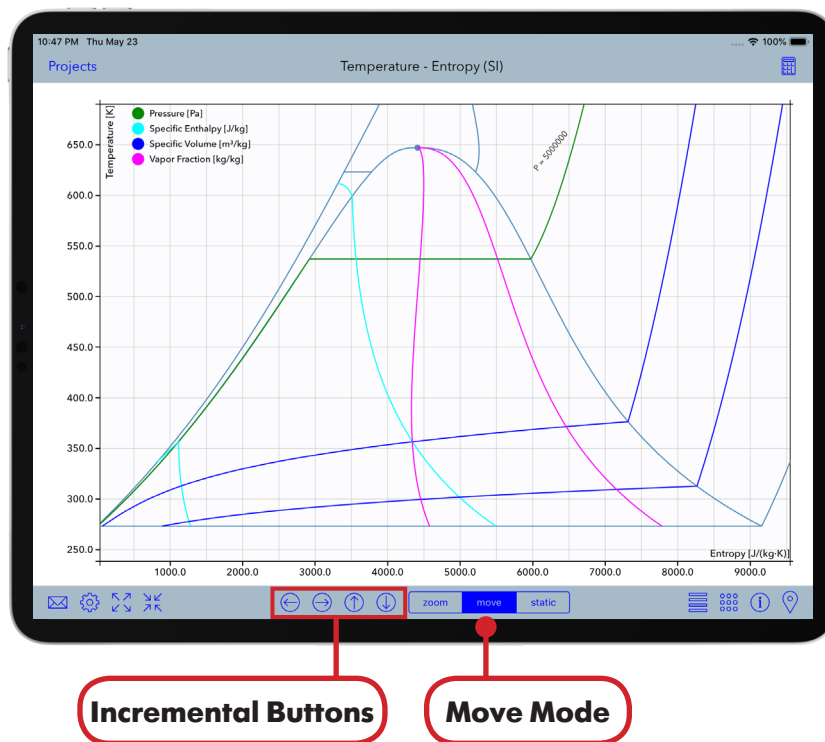 10:47 PM Thu May 23
100%
Projects
Temperature - Entropy (SI)
Temperature [K]
Pressure [Pa]
Specific Enthalpy [J/kg]
Specific Volume [m³/kg]
Vapor Fraction [kg/kg]
P = 5000000
650.0
600.0
550.0
500.0
450.0
400.0
350.0
300.0
250.0
Entropy [J/(kg·K)]
1000.0 2000.0 3000.0 4000.0 5000.0 6000.0 7000.0 8000.0 9000.0
zoom move static
Incremental Buttons Move Mode